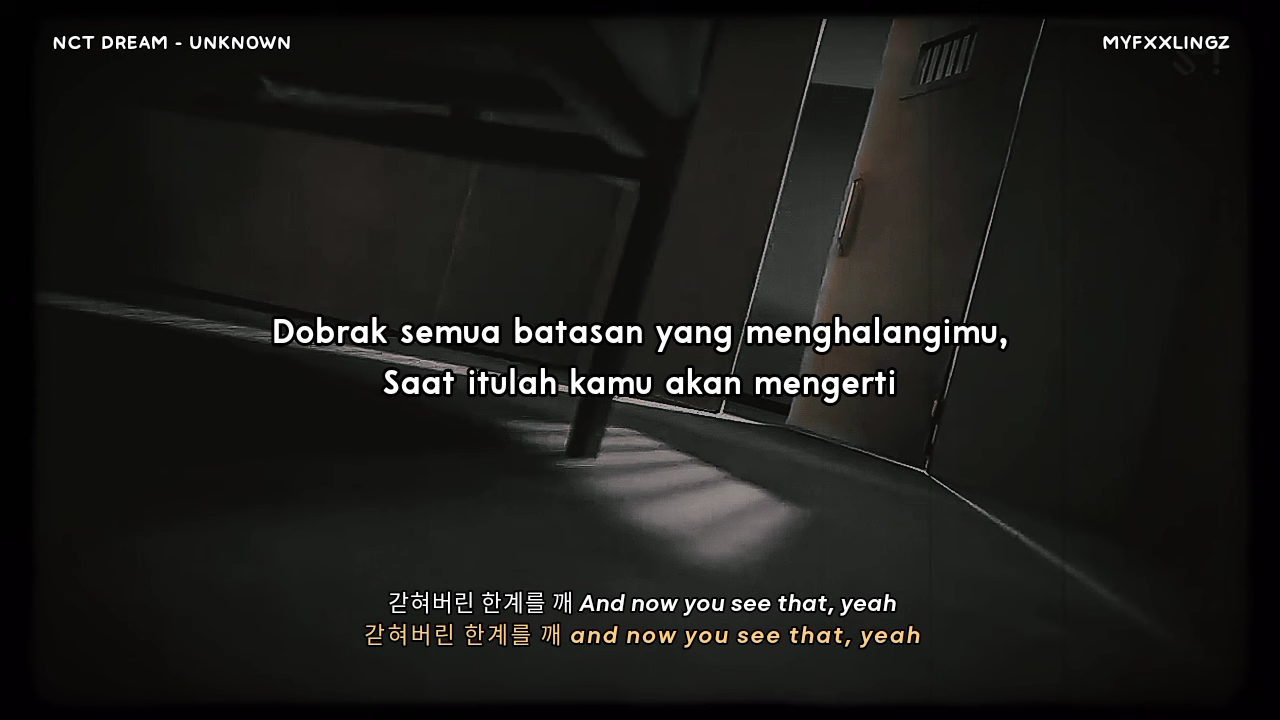 NCT DREAM - UNKNOWN
MYFXXLINGZ
Dobrak semua batasan yang menghalangimu,
Saat itulah kamu akan mengerti
갇혀버린 한계를 깨 And now you see that, yeah
갇혀버린 한계를 깨 and now you see that, yeah